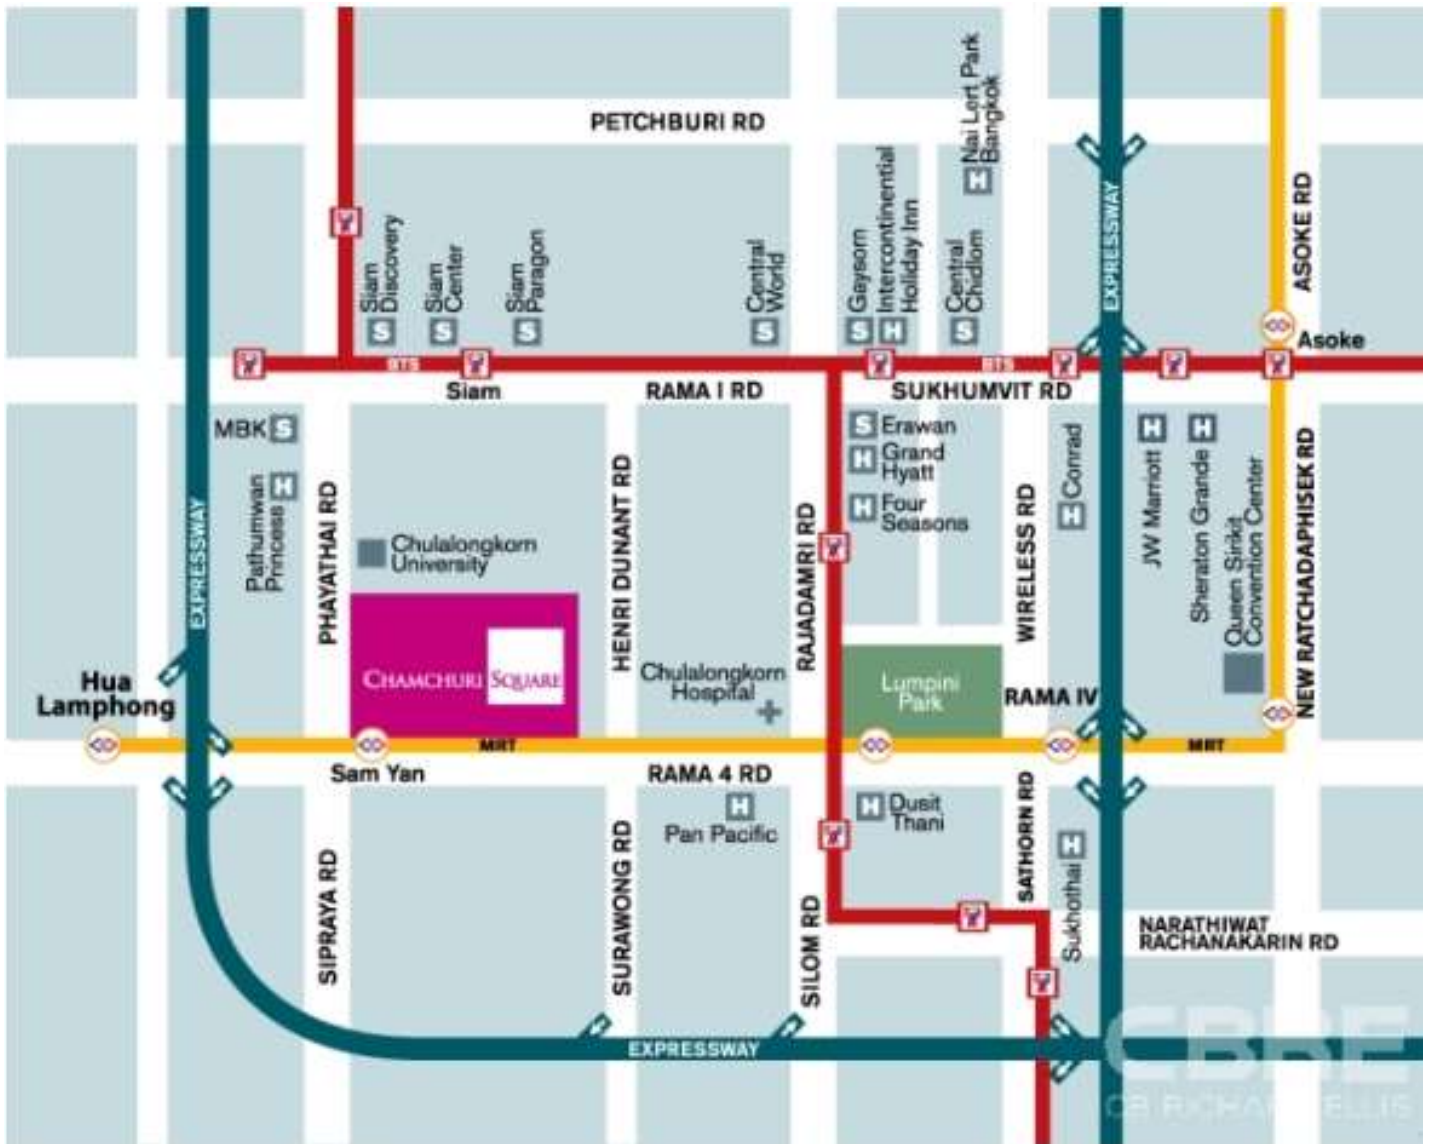 PETCHBURI RD
Nai Lert Park
Bangkok
H
EXPRESSWAY
ASOKE RD
Siam
Discovery
S
Siam
Center
S
Siam
Paragon
S
Central
World
S
Gaysorn
S
Intercontinental
Holiday Inn
H
Central
Chidlom
S
Asoke
BTS
BTS
Siam
RAMA I RD
SUKHUMVIT RD
MBK S
Pathumwan
Princess
H
EXPRESSWAY
PHAYATHAI RD
Chulalongkorn
University
HENRI DUNANT RD
RAJADAMRI RD
S Erawan
H Grand
Hyatt
H Four
Seasons
WIRELESS RD
Conrad
H
H
JW Marriott
H
Sheraton Grande
Queen Sirikit
Convention Center
NEW RATCHADAPHISEK RD
CHAMCHURI SQUARE
Chulalongkorn
Hospital
Lumpini
Park
RAMA IV
Hua
Lamphong
MRT
MRT
Sam Yan
RAMA 4 RD
H
Pan Pacific
H Dusit
Thani
SATHORN RD
H
Sukhothai
SIPRAYA RD
SURAWONG RD
SILOM RD
NARATHIWAT
RACHANAKARIN RD
EXPRESSWAY
CBRE
CB RICHARD ELLIS